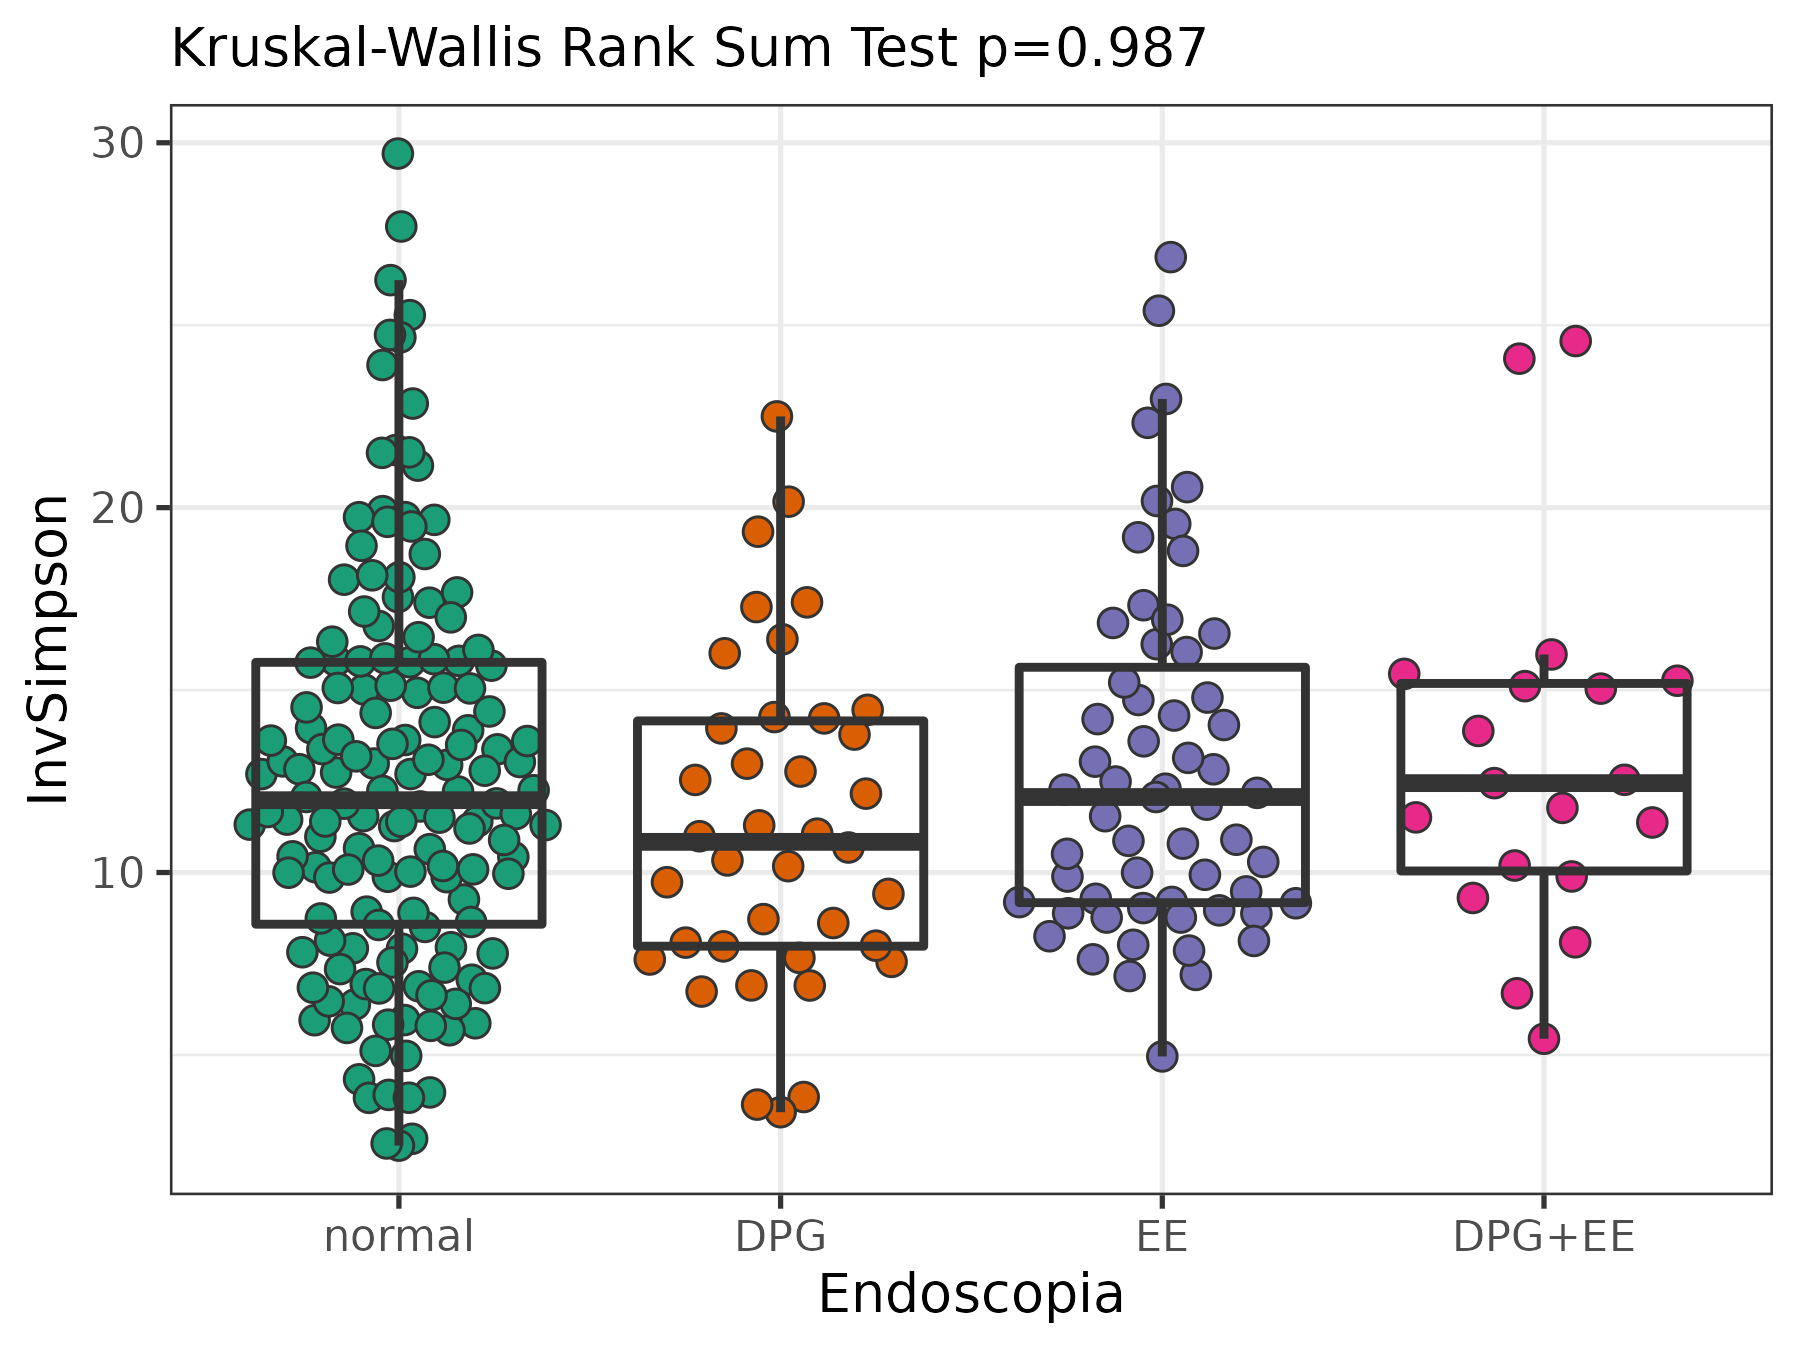 Kruskal-Wallis Rank Sum Test p=0.987
InvSimpson
30
20
10
normal DPG EE DPG+EE
Endoscopia